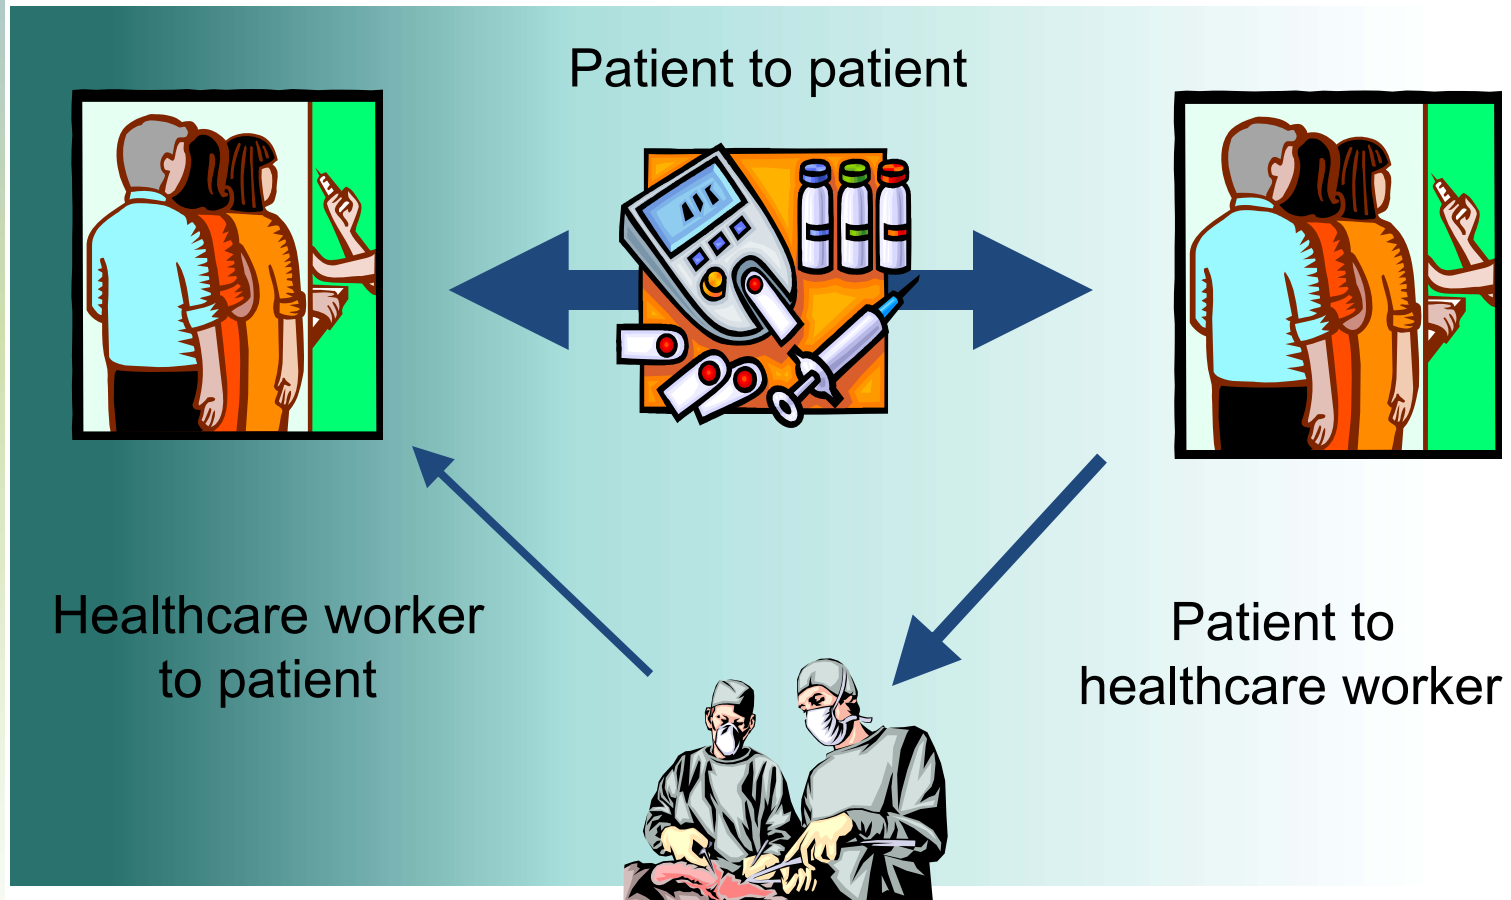 Patient to patient
Healthcare worker
to patient
Patient to
healthcare worker